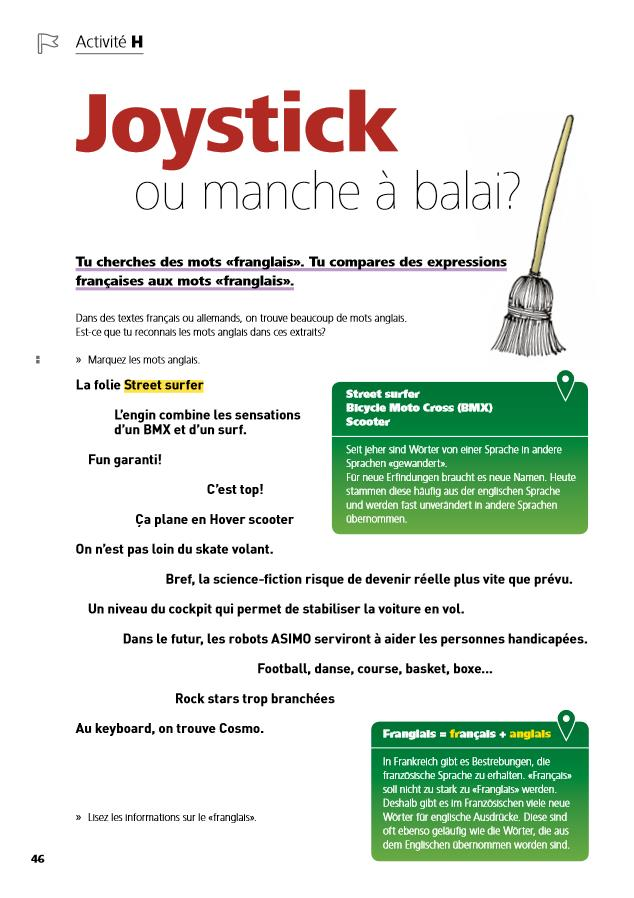 Activité H
Joystick
ou manche à balai?
Tu cherches des mots «franglais». Tu compares des expressions
françaises aux mots «franglais».
Dans des textes français ou allemands, on trouve beaucoup de mots anglais.
Est-ce que tu reconnais les mots anglais dans ces extraits?
» Marquez les mots anglais.
La folie Street surfer
L'engin combine les sensations
d'un BMX et d'un surf.
Fun garanti!
C'est top!
Ça plane en Hover scooter
On n'est pas loin du skate volant.
Bref, la science-fiction risque de devenir réelle plus vite que prévu.
Un niveau du cockpit qui permet de stabiliser la voiture en vol.
Dans le futur, les robots ASIMO serviront à aider les personnes handicapées.
Football, danse, course, basket, boxe...
Rock stars trop branchées
Au keyboard, on trouve Cosmo.
Street surfer
Bicycle Moto Cross (BMX)
Scooter
Seit jeher sind Wörter von einer Sprache in andere
Sprachen «gewandert».
Für neue Erfindungen braucht es neue Namen. Heute
stammen diese häufig aus der englischen Sprache
und werden fast unverändert in andere Sprachen
übernommen.
Franglais = français + anglais
In Frankreich gibt es Bestrebungen, die
französische Sprache zu erhalten. «Français»
soll nicht zu stark zu «Franglais» werden.
Deshalb gibt es im Französischen viele neue
Wörter für englische Ausdrücke. Diese sind
oft ebenso geläufig wie die Wörter, die aus
dem Englischen übernommen worden sind.
» Lisez les informations sur le «franglais».
46